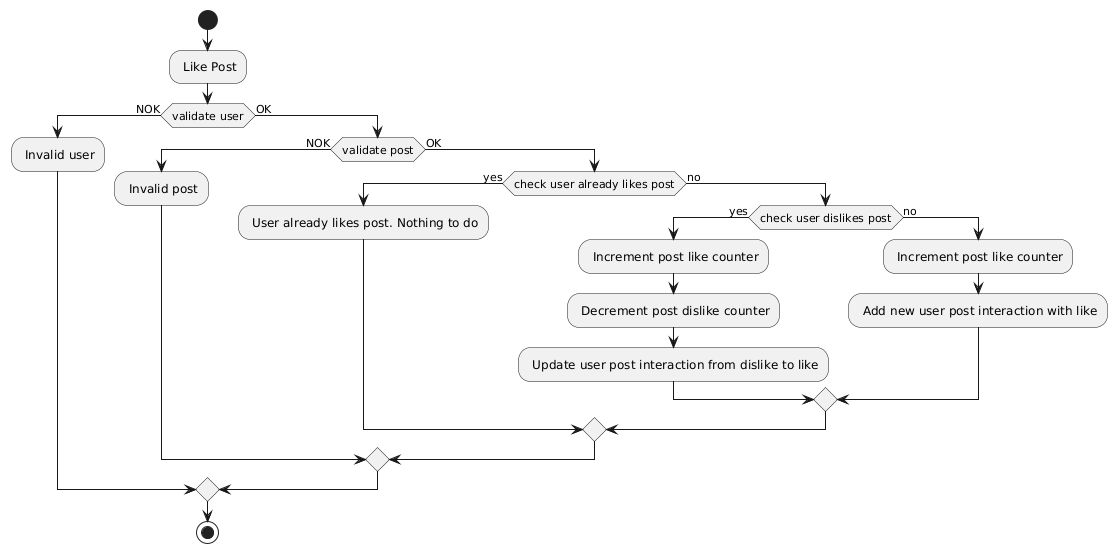 Like Post
NOK
OK
validate user
Invalid user
NOK
OK
validate post
Invalid post
yes
no
check user already likes post
User already likes post. Nothing to do
yes
no
check user dislikes post
Increment post like counter
Increment post like counter
Decrement post dislike counter
Add new user post interaction with like
Update user post interaction from dislike to like